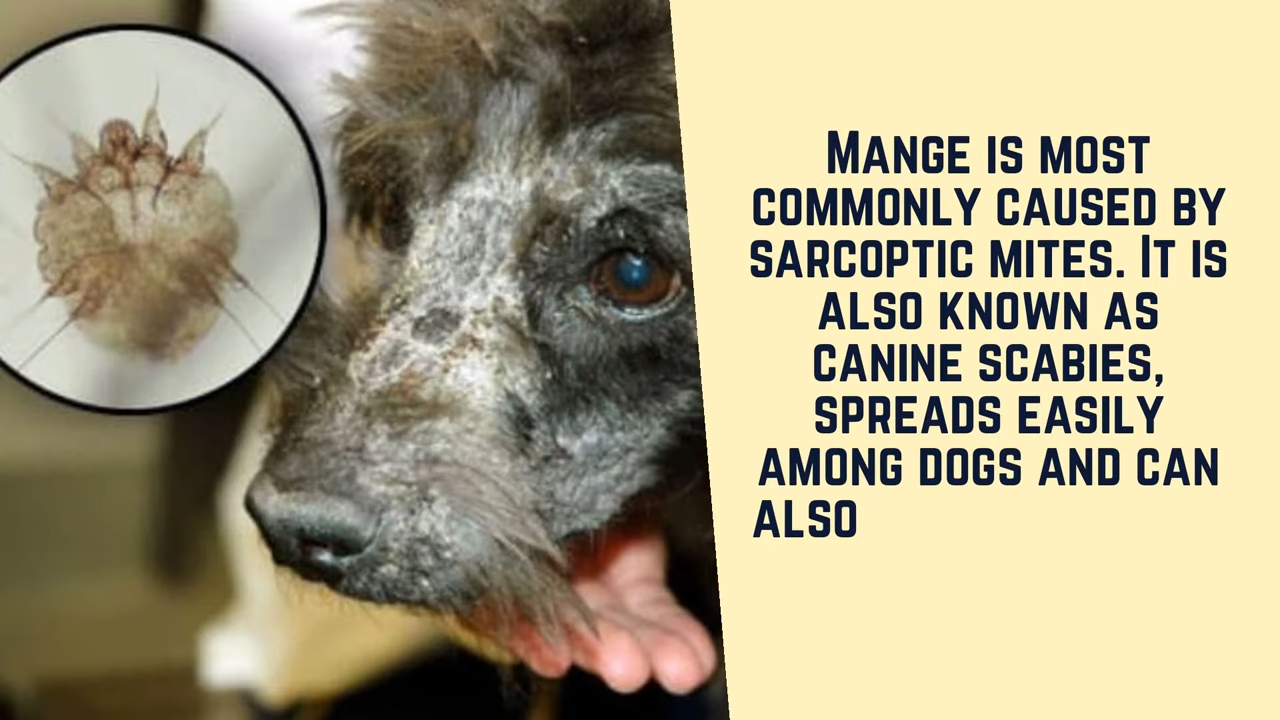 Mange is most
commonly caused by
sarcoptic mites. It is
also known as
canine scabies,
spreads easily
among dogs and can
also